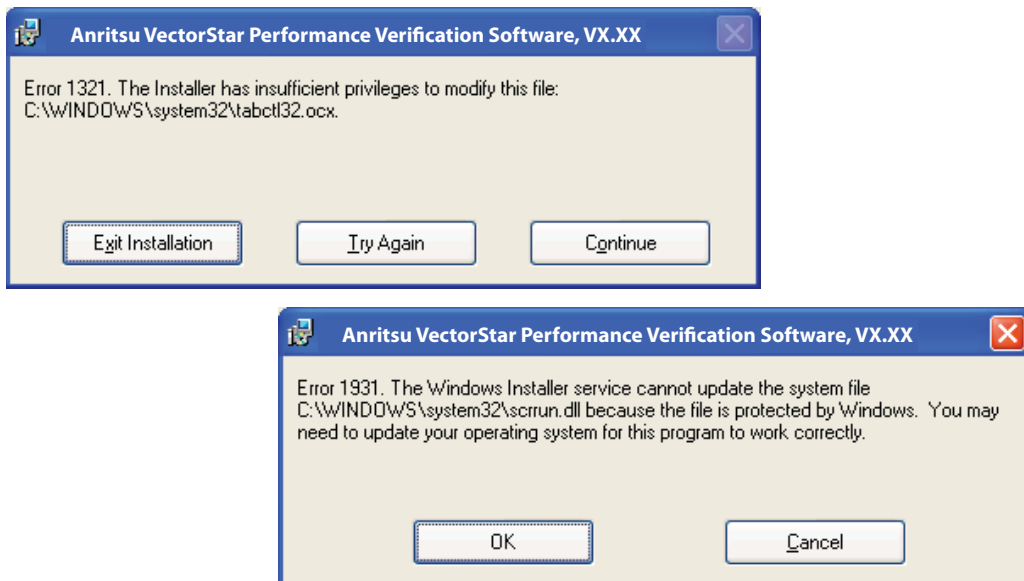 Anritsu VectorStar Performance Verification Software, VX.XX
Error 1321. The Installer has insufficient privileges to modify this file:
C:\WINDOWS\system32\tabctl32.ocx.
Exit Installation
Try Again
Continue
Anritsu VectorStar Performance Verification Software, VX.XX
Error 1931. The Windows Installer service cannot update the system file
C:\WINDOWS\system32\scrrun.dll because the file is protected by Windows. You may
need to update your operating system for this program to work correctly.
OK
Cancel